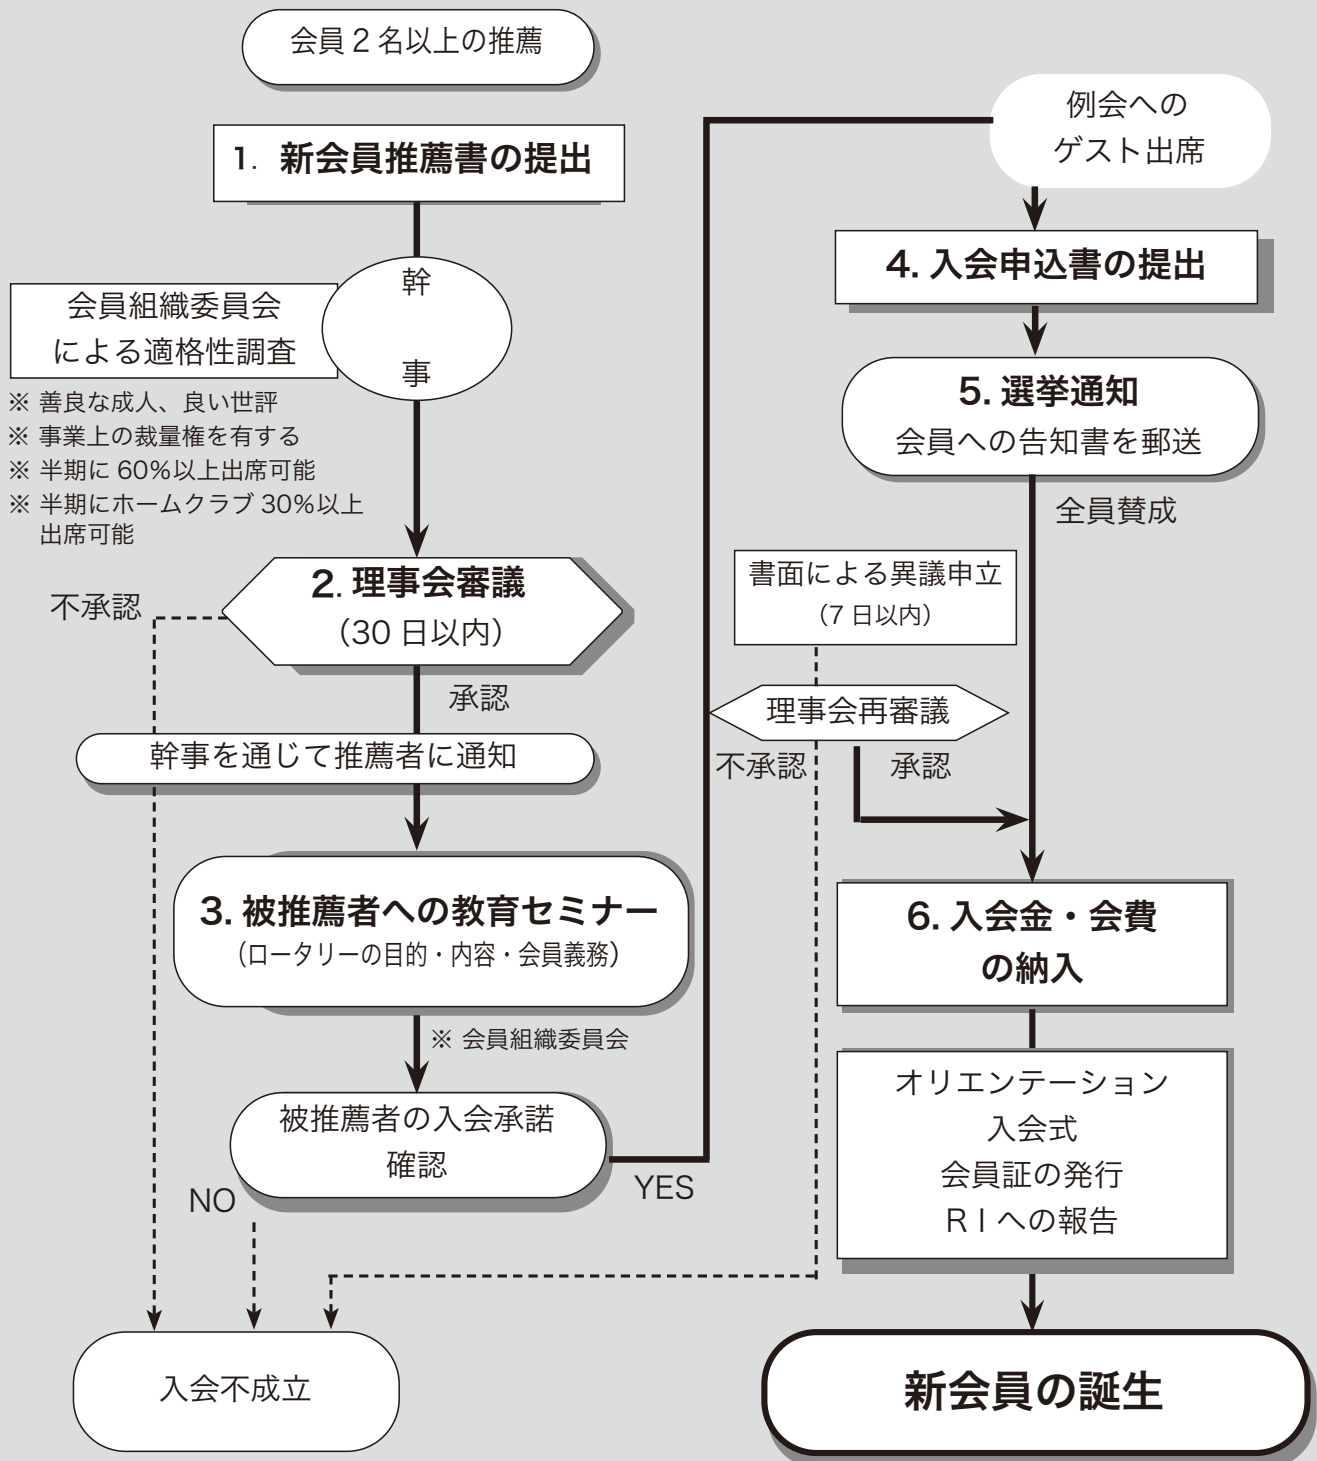 会員2名以上の推薦
1. 新会員推薦書の提出
幹
事
会員組織委員会
による適格性調査
※ 善良な成人、良い世評
※ 事業上の裁量権を有する
※ 半期に 60%以上出席可能
※ 半期にホームクラブ 30%以上
出席可能
2. 理事会審議
（30 日以内）
不承認
承認
幹事を通じて推薦者に通知
3. 被推薦者への教育セミナー
（ロータリーの目的・内容・会員義務）
※ 会員組織委員会
被推薦者の入会承諾
確認
NO
YES
入会不成立
例会への
ゲスト出席
4. 入会申込書の提出
5. 選挙通知
会員への告知書を郵送
全員賛成
書面による異議申立
（7 日以内）
理事会再審議
不承認
承認
6. 入会金・会費
の納入
オリエンテーション
入会式
会員証の発行
RIへの報告
新会員の誕生